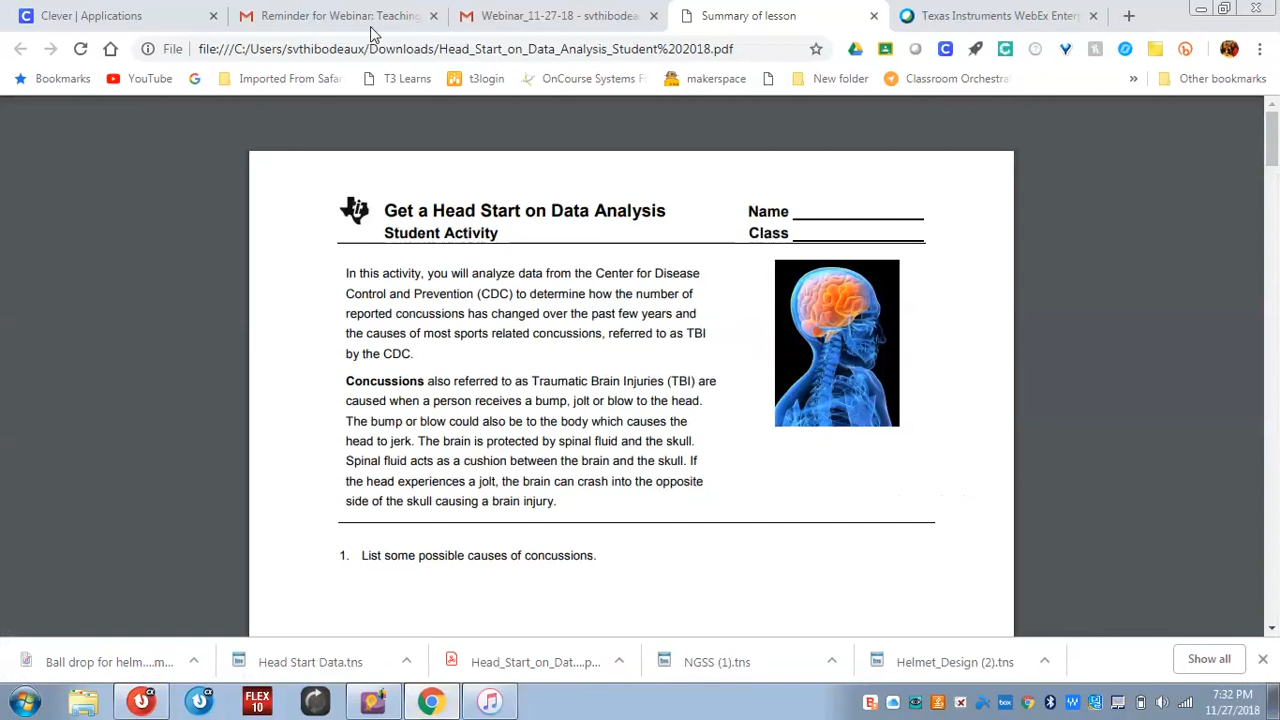 Clever | Applications
Reminder for Webinar: Teaching
Webinar_11-27-18 - svthibodea
Summary of lesson
Texas Instruments WebEx Enter
File
file:///C:/Users/svthibodeaux/Downloads/Head_Start_on_Data_Analysis_Student%202018.pdf
Bookmarks
YouTube
Imported From Safar
T3 Learns
t3login
OnCourse Systems F
makerspace
New folder
Classroom Orchestra
»
Other bookmarks
Get a Head Start on Data Analysis
Student Activity
Name
Class
In this activity, you will analyze data from the Center for Disease
Control and Prevention (CDC) to determine how the number of
reported concussions has changed over the past few years and
the causes of most sports related concussions, referred to as TBI
by the CDC.
Concussions also referred to as Traumatic Brain Injuries (TBI) are
caused when a person receives a bump, jolt or blow to the head.
The bump or blow could also be to the body which causes the
head to jerk. The brain is protected by spinal fluid and the skull.
Spinal fluid acts as a cushion between the brain and the skull. If
the head experiences a jolt, the brain can crash into the opposite
side of the skull causing a brain injury.
1. List some possible causes of concussions.
Ball drop for helm....m...
Head Start Data.tns
Head_Start_on_Dat....p...
NGSS (1).tns
Helmet_Design (2).tns
Show all
FLEX
10
7:32 PM
11/27/2018